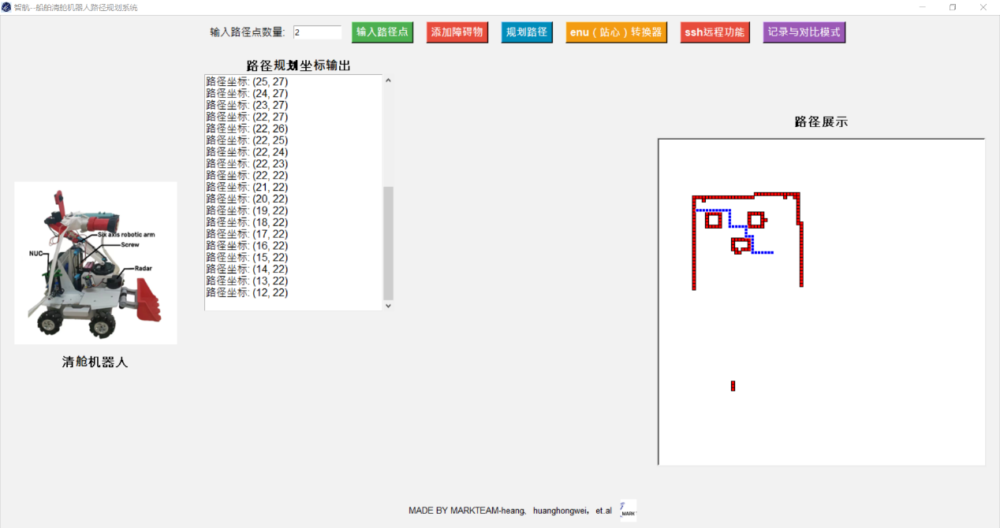 智航--船舶清舱机器人路径规划系统
输入路径点数量: 2 输入路径点 添加障碍物 规划路径 enu（站心）转换器 ssh远程功能 记录与对比模式
路径规划坐标输出
路径坐标: (25, 27)
路径坐标: (24, 27)
路径坐标: (23, 27)
路径坐标: (22, 27)
路径坐标: (22, 26)
路径坐标: (22, 25)
路径坐标: (22, 24)
路径坐标: (22, 23)
路径坐标: (22, 22)
路径坐标: (21, 22)
路径坐标: (20, 22)
路径坐标: (19, 22)
路径坐标: (18, 22)
路径坐标: (17, 22)
路径坐标: (16, 22)
路径坐标: (15, 22)
路径坐标: (14, 22)
路径坐标: (13, 22)
路径坐标: (12, 22)
路径展示
Six axis robotic arm
Screw
NUC
Radar
清舱机器人
MADE BY MARKTEAM-heang、huanghongwei，et.al
MARK